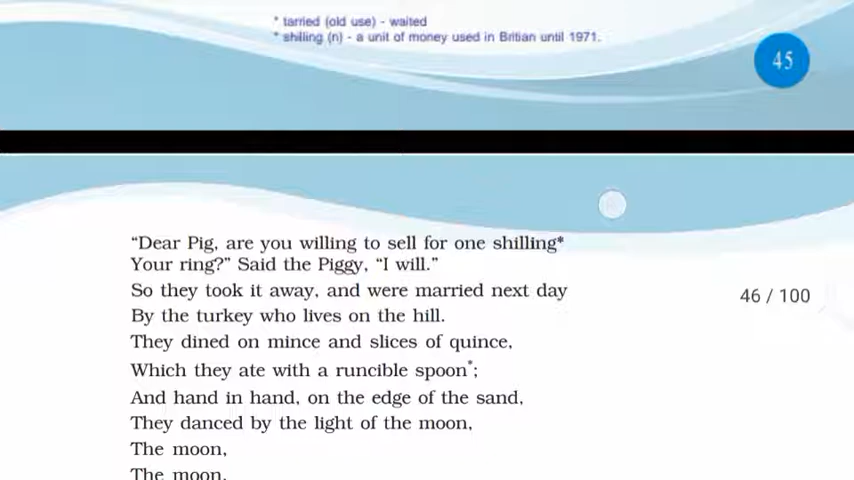 * tarried (old use) - waited
* shilling (n) - a unit of money used in Britian until 1971.
45
“Dear Pig, are you willing to sell for one shilling*
Your ring?” Said the Piggy, “I will.”
46 / 100
So they took it away, and were married next day
By the turkey who lives on the hill.
They dined on mince and slices of quince,
Which they ate with a runcible spoon*;
And hand in hand, on the edge of the sand,
They danced by the light of the moon,
The moon,
The moon,